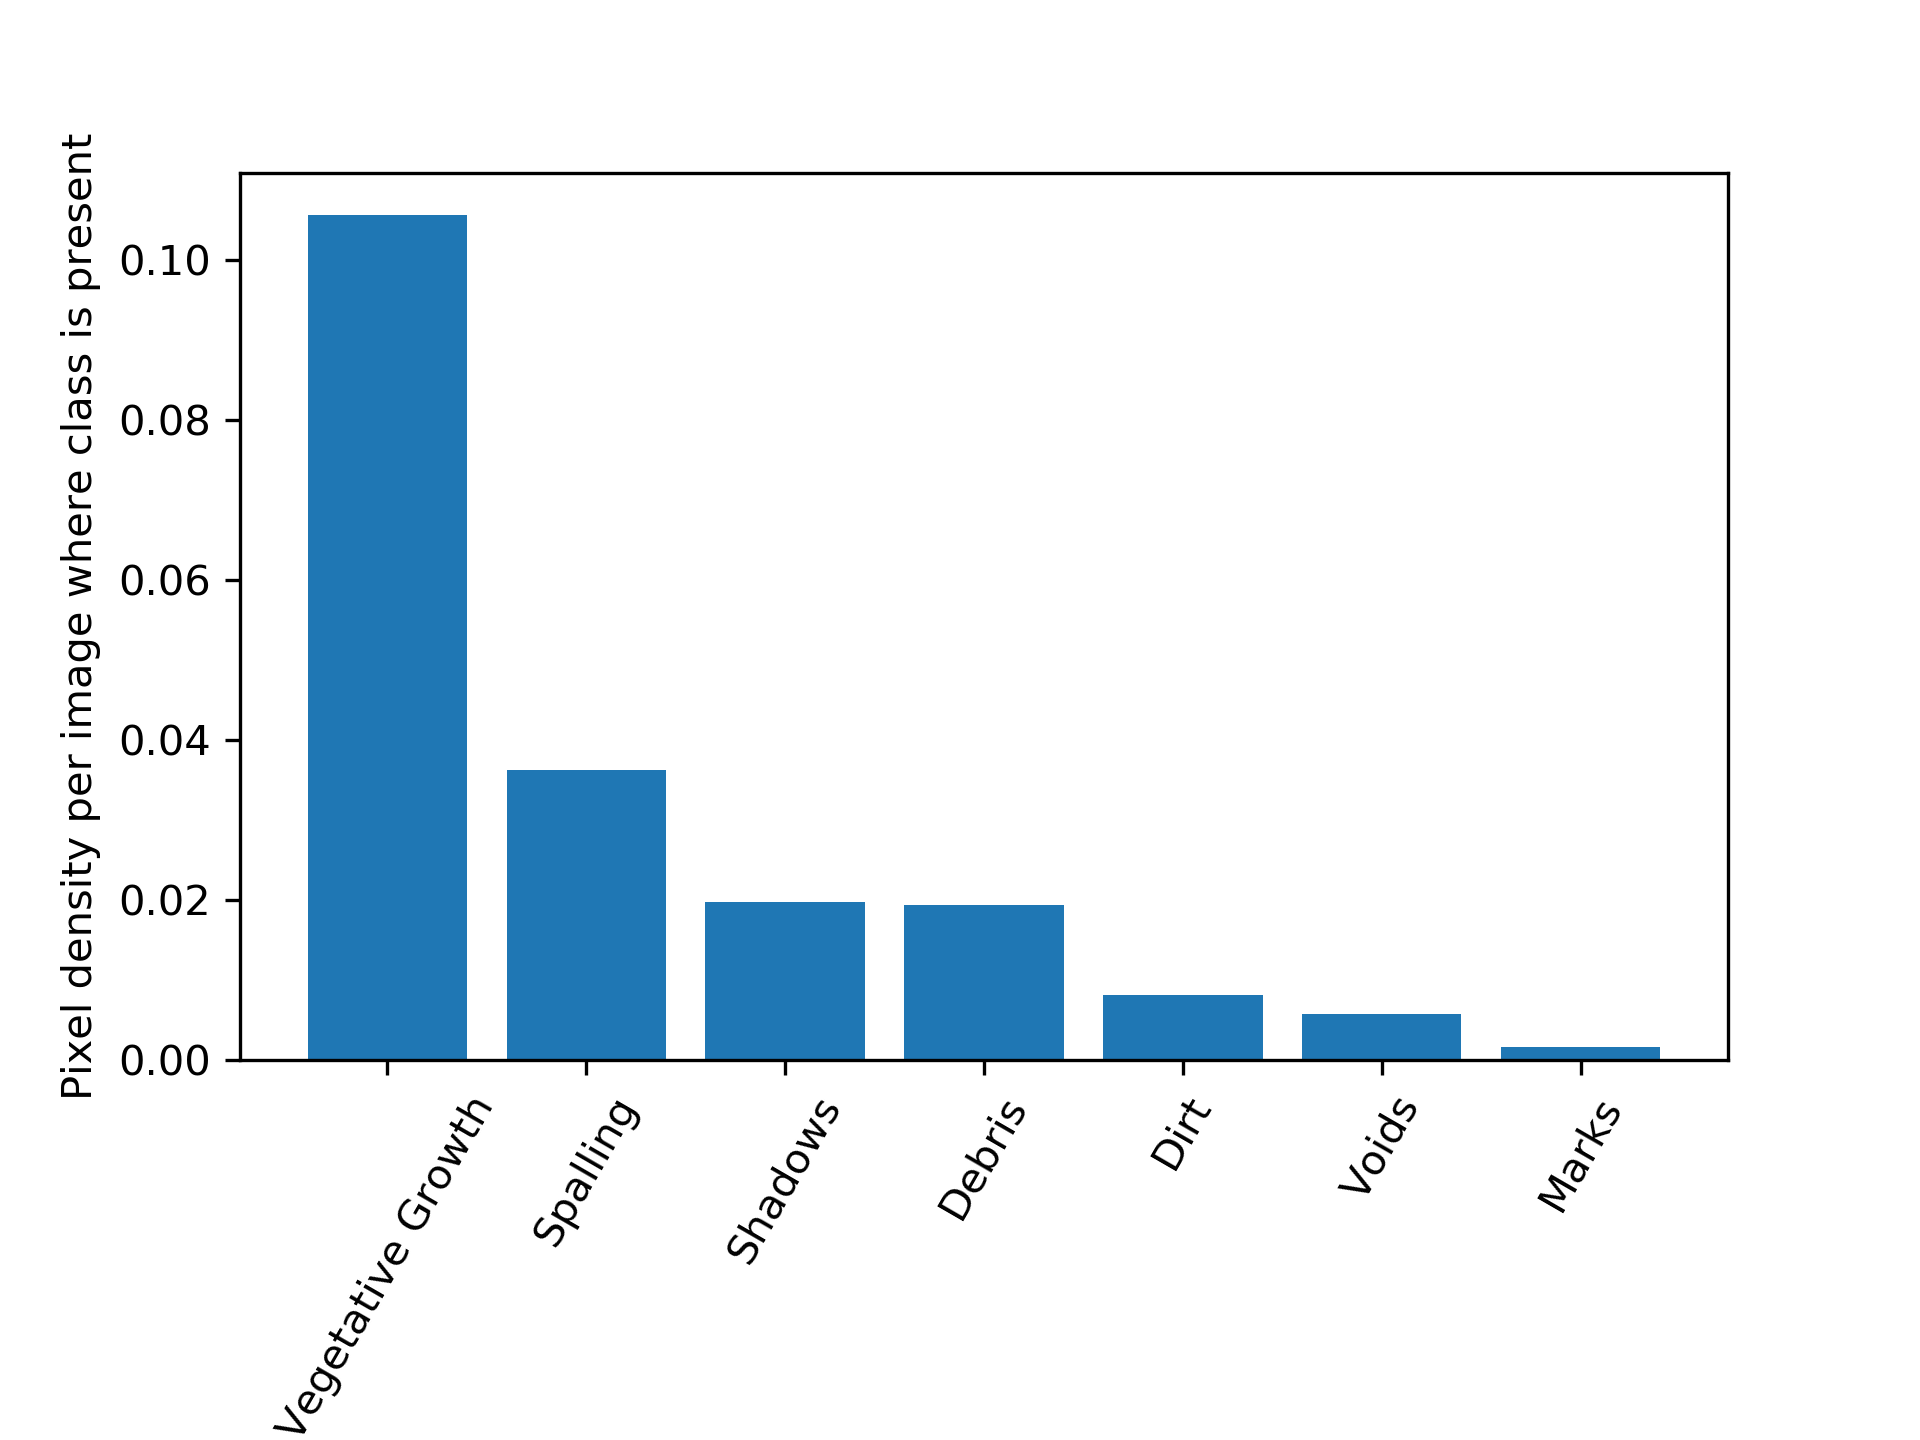 Pixel density per image where class is present
0.10
0.08
0.06
0.04
0.02
0.00
Vegetative Growth
Spalling
Shadows
Debris
Dirt
Voids
Marks